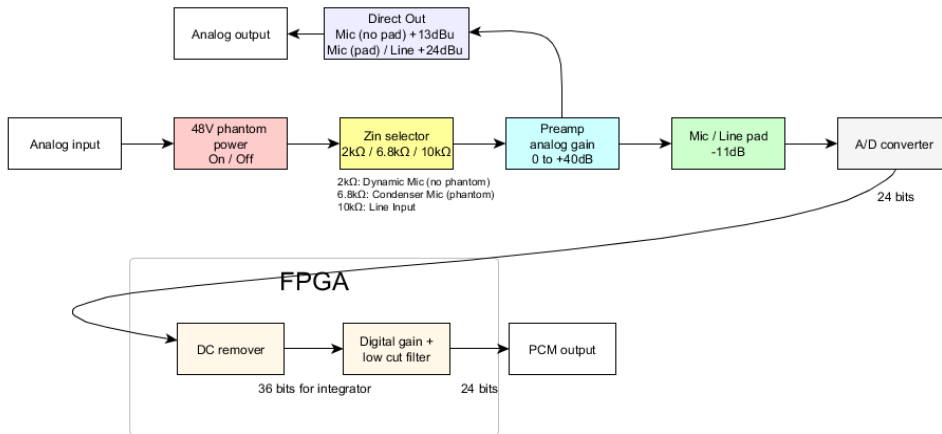 Analog output
Direct Out
Mic (no pad) +13dBu
Mic (pad) / Line +24dBu
Analog input
48V phantom
power
On / Off
Zin selector
2kΩ / 6.8kΩ / 10kΩ
Preamp
analog gain
0 to +40dB
Mic / Line pad
-11dB
A/D converter
2kΩ: Dynamic Mic (no phantom)
6.8kΩ: Condenser Mic (phantom)
10kΩ: Line Input
24 bits
FPGA
DC remover
Digital gain +
low cut filter
PCM output
36 bits for integrator
24 bits